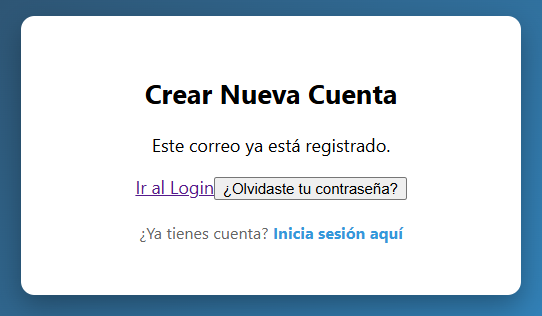 Crear Nueva Cuenta
Este correo ya está registrado.
Ir al Login ¿Olvidaste tu contraseña?
¿Ya tienes cuenta? Inicia sesión aquí